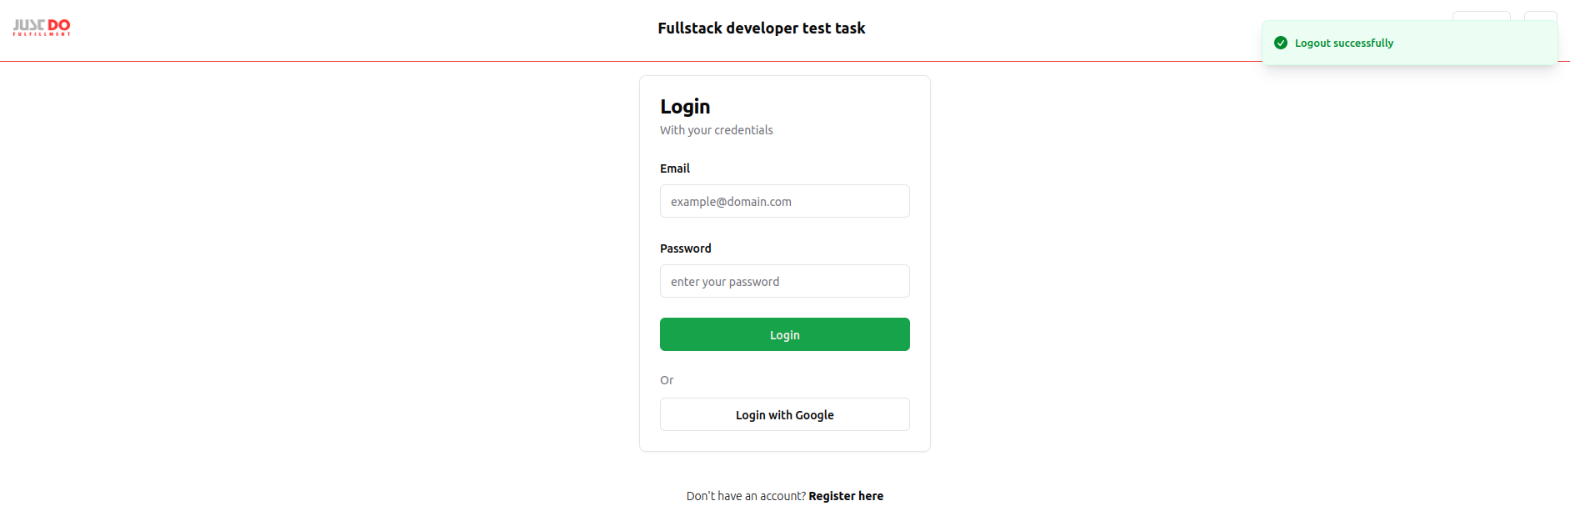 JUST DO
FULFILLMENT
Fullstack developer test task
Logout successfully
Login
With your credentials
Email
example@domain.com
Password
enter your password
Login
Or
Login with Google
Don't have an account? Register here